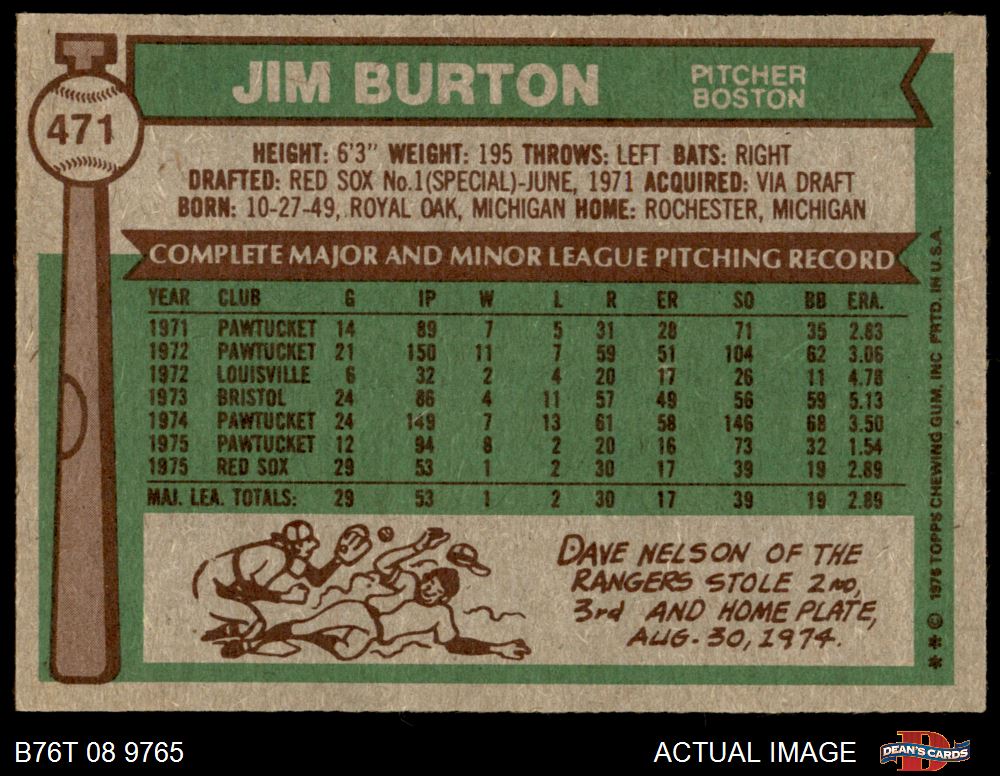 JIM BURTON
PITCHER
BOSTON
471
HEIGHT: 6'3" WEIGHT: 195 THROWS: LEFT BATS: RIGHT
DRAFTED: RED SOX No.1(SPECIAL)-JUNE, 1971 ACQUIRED: VIA DRAFT
BORN: 10-27-49, ROYAL OAK, MICHIGAN HOME: ROCHESTER, MICHIGAN
COMPLETE MAJOR AND MINOR LEAGUE PITCHING RECORD
YEAR CLUB G IP W L R ER SO BB ERA.
1971 PAWTUCKET 14 89 7 5 31 28 71 35 2.83
1972 PAWTUCKET 21 150 11 7 59 51 104 62 3.06
1972 LOUISVILLE 6 32 2 4 20 17 26 11 4.78
1973 BRISTOL 24 86 4 11 57 49 56 59 5.13
1974 PAWTUCKET 24 149 7 13 61 58 146 68 3.50
1975 PAWTUCKET 12 94 8 2 20 16 73 32 1.54
1975 RED SOX 29 53 1 2 30 17 39 19 2.89
MAJ. LEA. TOTALS: 29 53 1 2 30 17 39 19 2.89
DAVE NELSON OF THE
RANGERS STOLE 2ND,
3rd AND HOME PLATE,
AUG. 30, 1974.
** © 1976 TOPPS CHEWING GUM, INC PRTD. IN U.S.A.
B76T 08 9765
ACTUAL IMAGE
D
DEAN'S CARDS